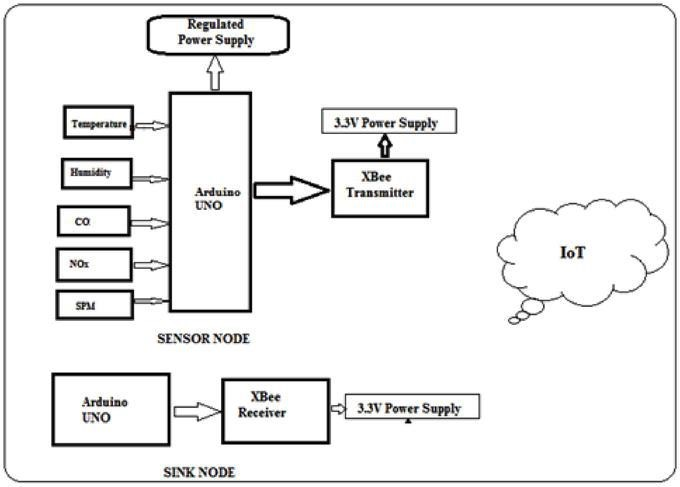 Regulated
Power Supply
Temperature
3.3V Power Supply
Humidity
XBee
Transmitter
Arduino
UNO
CO
NOx
IoT
SPM
SENSOR NODE
Arduino
UNO
XBee
Receiver
3.3V Power Supply
SINK NODE